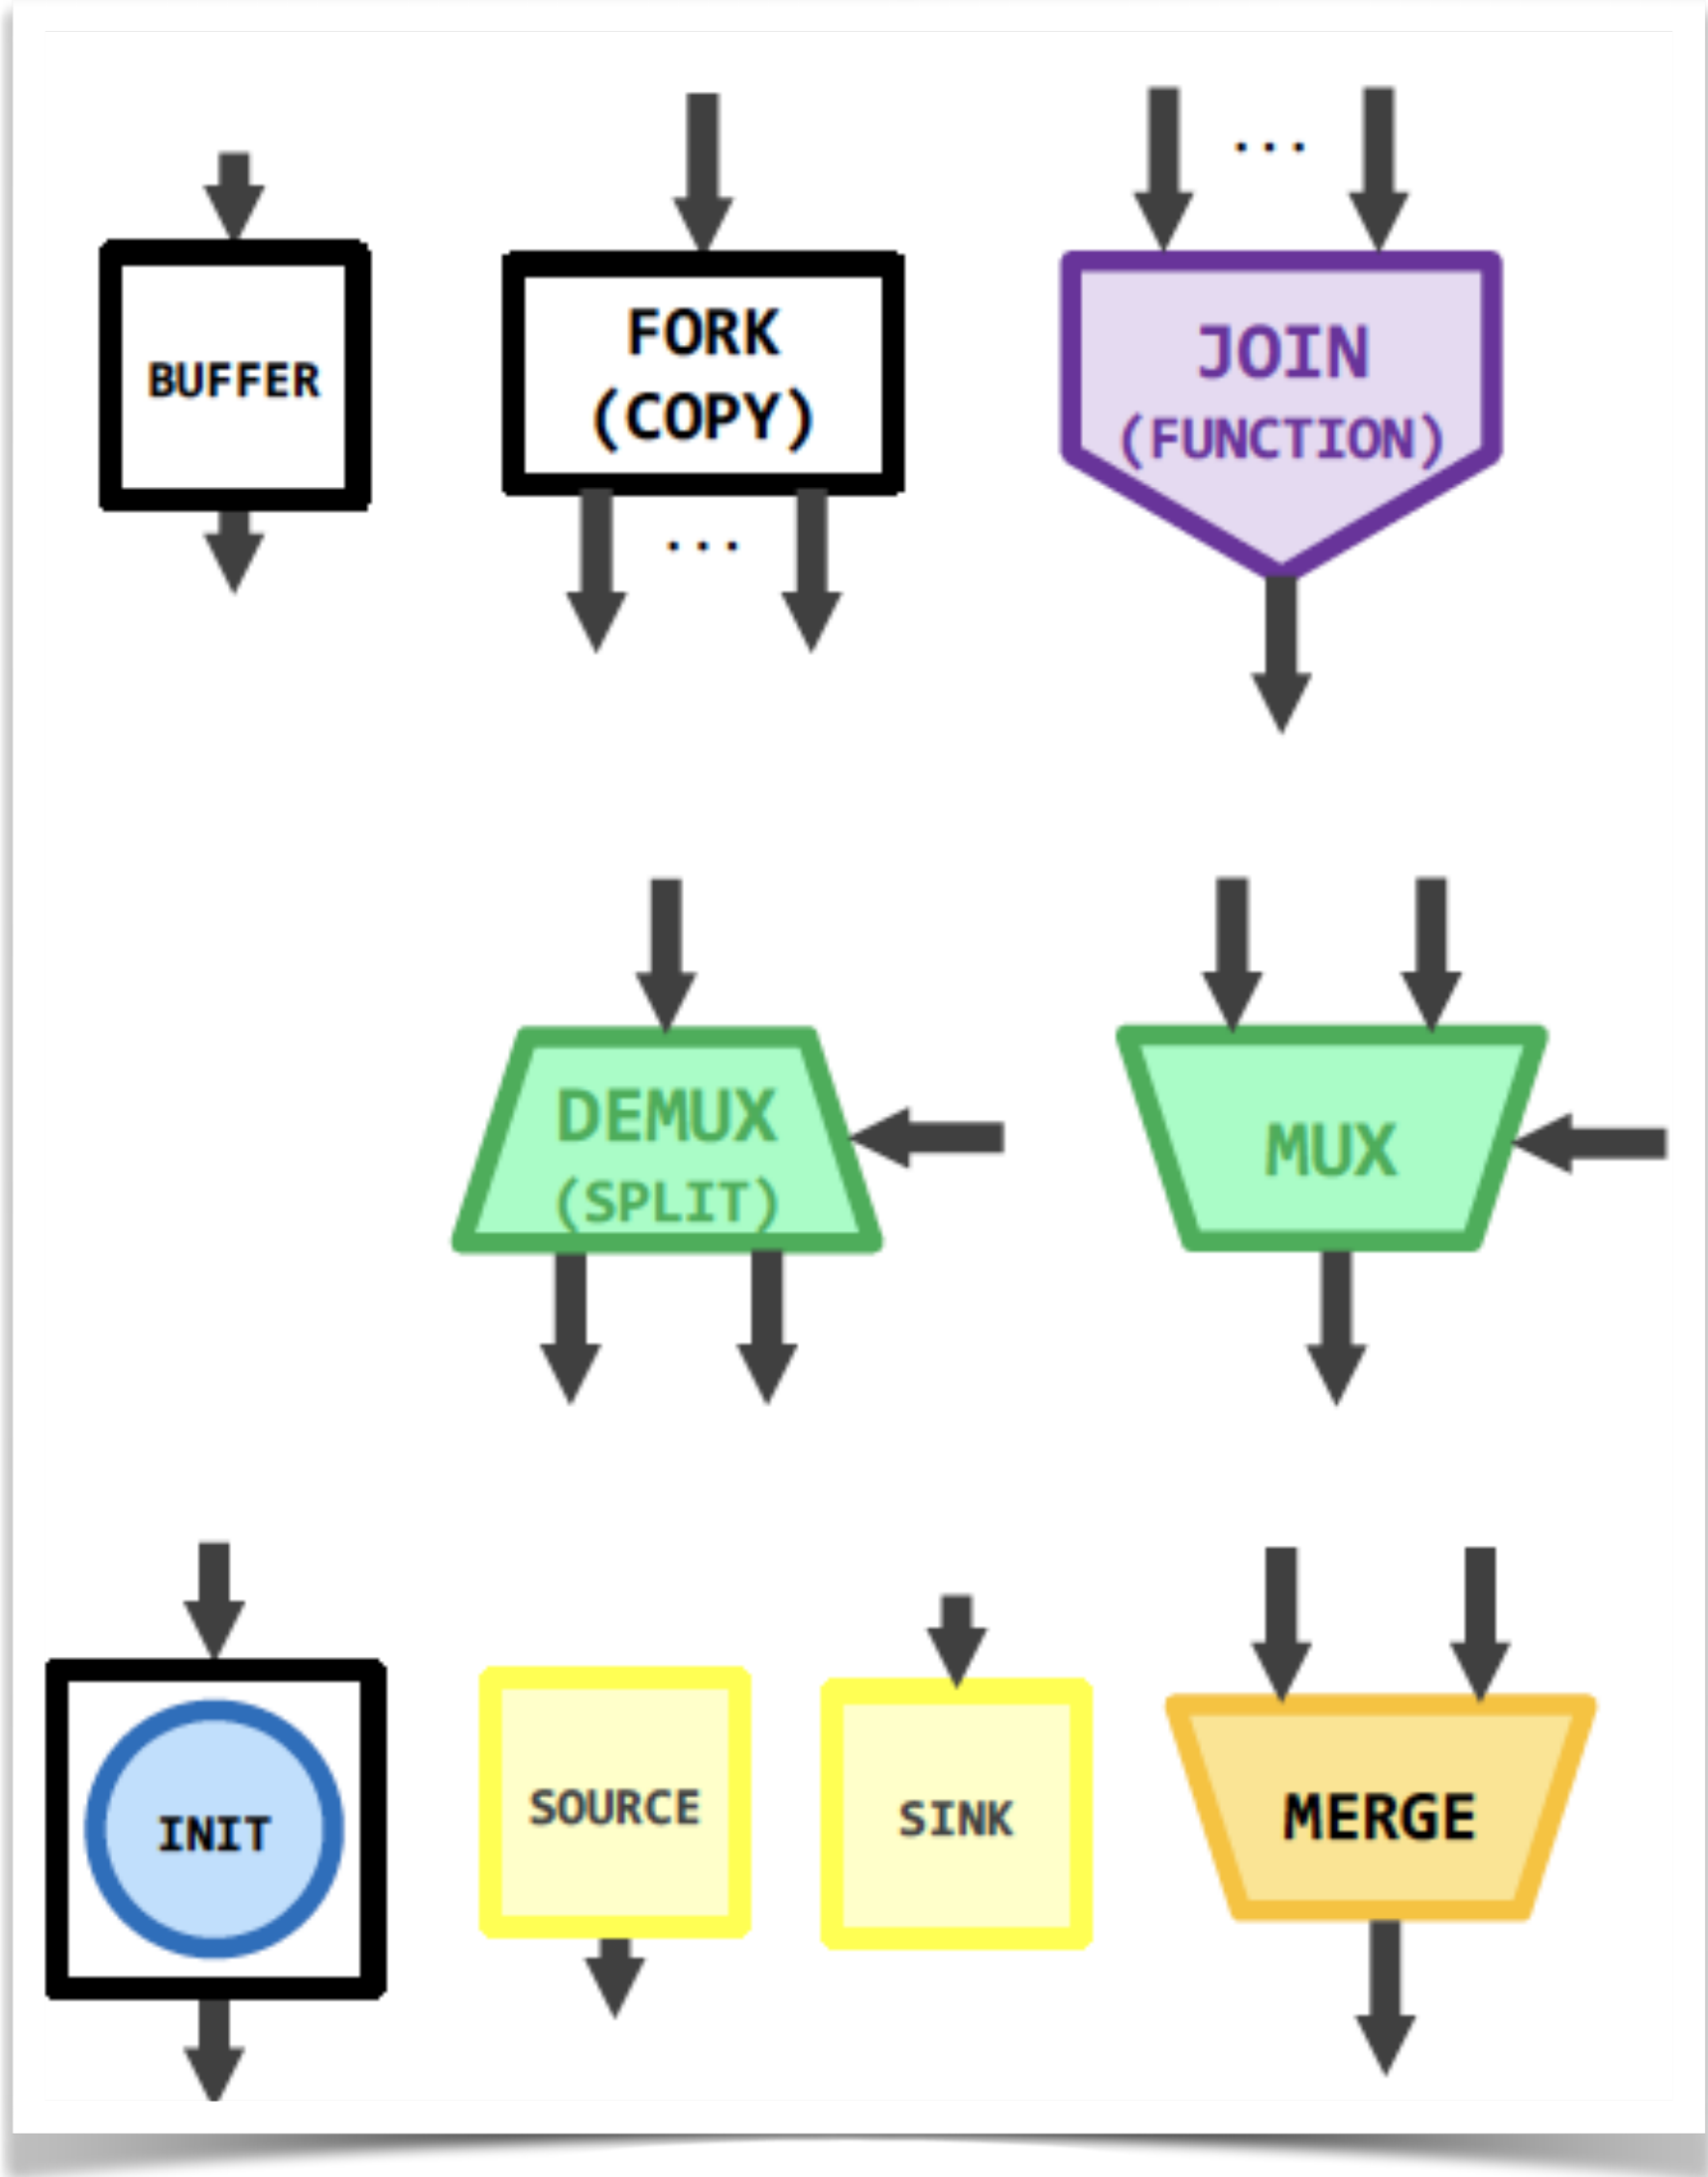 ...
BUFFER
FORK
(COPY)
...
JOIN
(FUNCTION)
DEMUX
(SPLIT)
MUX
INIT
SOURCE
SINK
MERGE